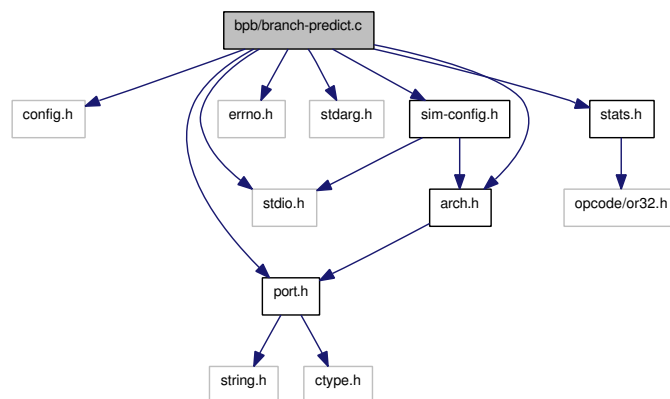 bpb/branch-predict.c
config.h
errno.h
stdarg.h
sim-config.h
stats.h
stdio.h
arch.h
opcode/or32.h
port.h
string.h
ctype.h